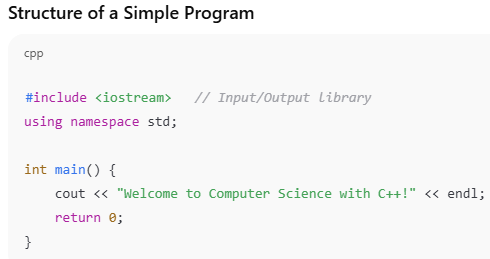 Structure of a Simple Program
cpp
#include <iostream>   // Input/Output library
using namespace std;
int main() {
    cout << "Welcome to Computer Science with C++!" << endl;
    return 0;
}